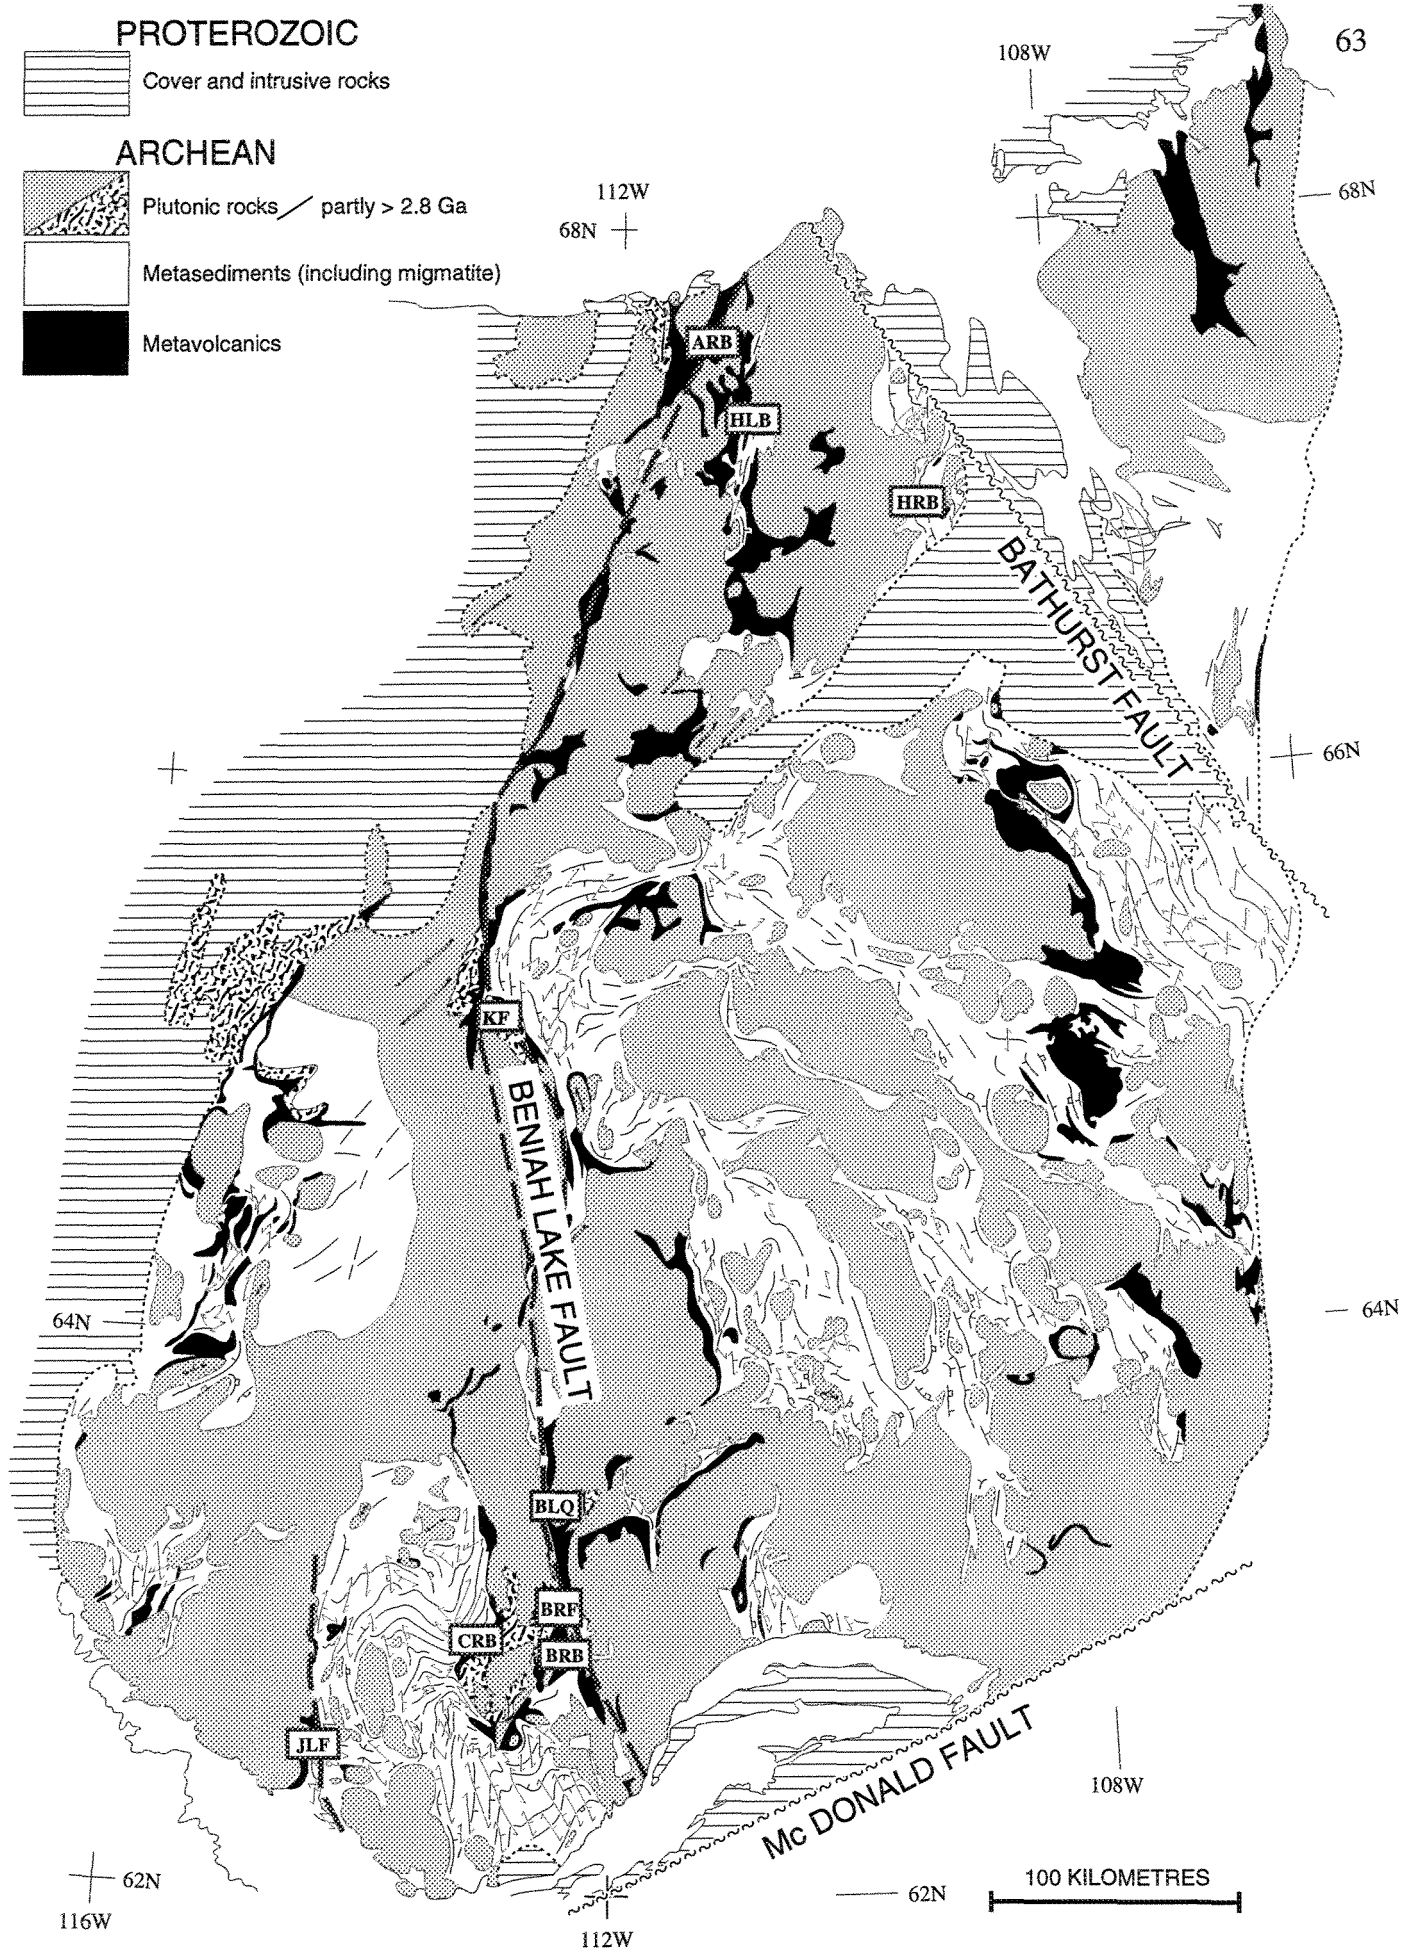 63
PROTEROZOIC
Cover and intrusive rocks
ARCHEAN
Plutonic rocks / partly > 2.8 Ga
Metasediments (including migmatite)
Metavolcanics
108W
68N
112W
68N
ARB
HLB
HRB
BATHURST FAULT
66N
KF
BENIAH LAKE FAULT
64N
64N
BLQ
BRF
CRB
BRB
JLF
Mc DONALD FAULT
108W
62N
62N
100 KILOMETRES
116W
112W